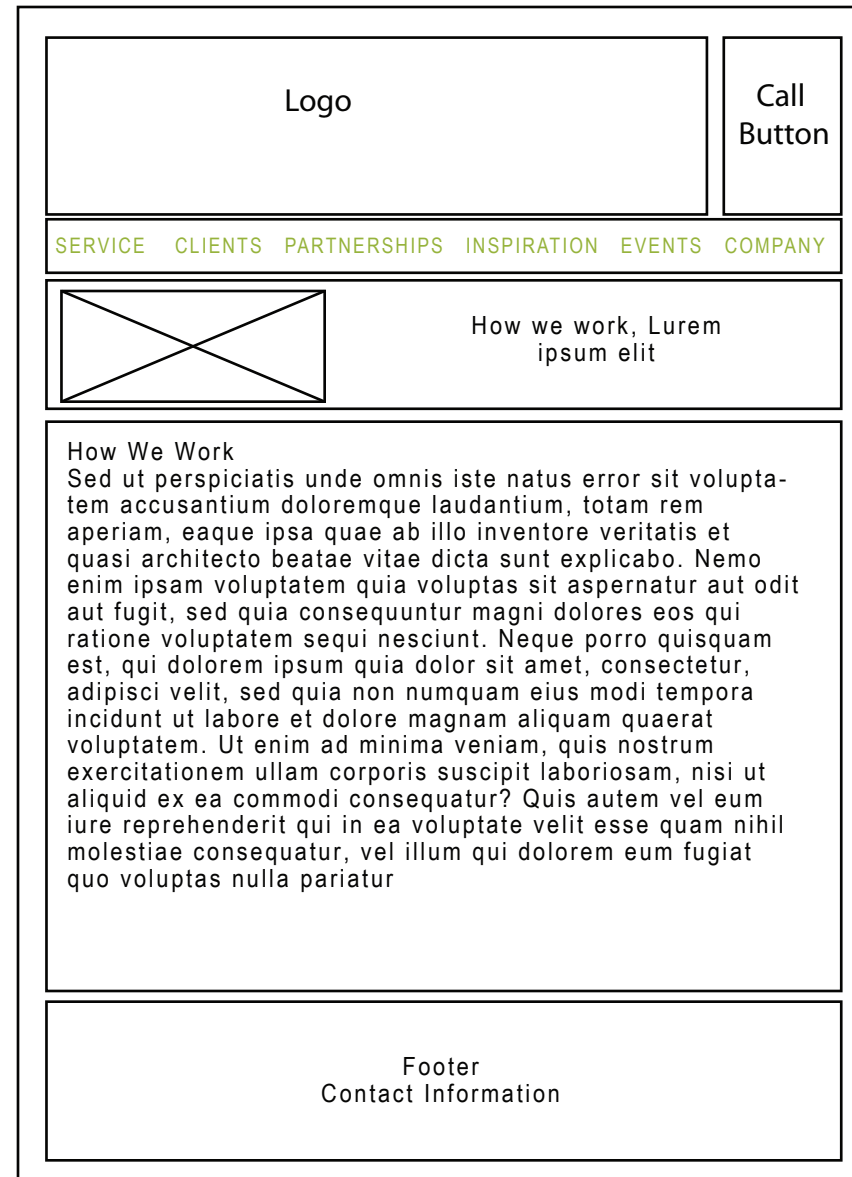 Logo
Call
Button
SERVICE CLIENTS PARTNERSHIPS INSPIRATION EVENTS COMPANY
How we work, Lurem
ipsum elit
How We Work
Sed ut perspiciatis unde omnis iste natus error sit volupta-
tem accusantium doloremque laudantium, totam rem
aperiam, eaque ipsa quae ab illo inventore veritatis et
quasi architecto beatae vitae dicta sunt explicabo. Nemo
enim ipsam voluptatem quia voluptas sit aspernatur aut odit
aut fugit, sed quia consequuntur magni dolores eos qui
ratione voluptatem sequi nesciunt. Neque porro quisquam
est, qui dolorem ipsum quia dolor sit amet, consectetur,
adipisci velit, sed quia non numquam eius modi tempora
incidunt ut labore et dolore magnam aliquam quaerat
voluptatem. Ut enim ad minima veniam, quis nostrum
exercitationem ullam corporis suscipit laboriosam, nisi ut
aliquid ex ea commodi consequatur? Quis autem vel eum
iure reprehenderit qui in ea voluptate velit esse quam nihil
molestiae consequatur, vel illum qui dolorem eum fugiat
quo voluptas nulla pariatur
Footer
Contact Information